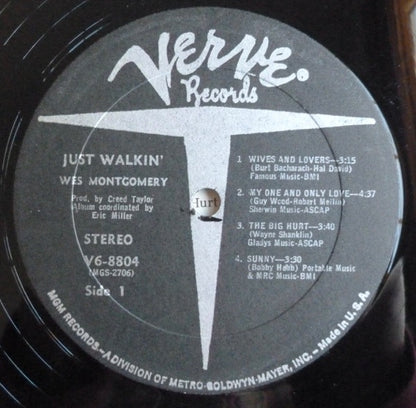 Verve
Records
JUST WALKIN'
WES MONTGOMERY
Prod. by Creed Taylor
Album coordinated by
Eric Miller
STEREO
V6-8804
(MGS-2706)
Side 1
1 WIVES AND LOVERS—3:15
(Burt Bacharach-Hal David)
Famous Music-BMI
2. MY ONE AND ONLY LOVE—4:37
(Guy Wood-Robert Mellin)
Sherwin Music-ASCAP
3. THE BIG HURT—3:40
(Wayne Shanklin)
Gladys Music-ASCAP
4. SUNNY—3:30
(Bobby Hebb) Portable Music
& MRC Music-BMI
Hurt
MGM RECORDS—A DIVISION OF METRO-GOLDWYN-MAYER, INC. – Made in U. S. A.